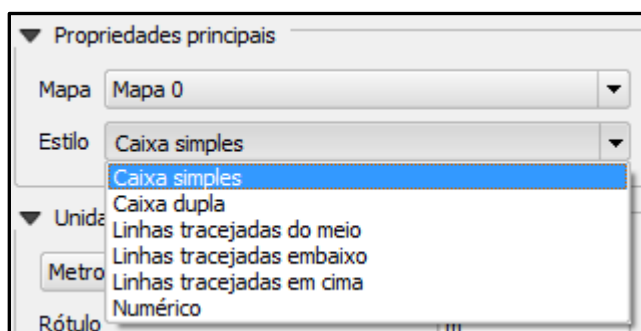 Propriedades principais
Mapa Mapa 0
Estilo Caixa simples
Caixa simples
Caixa dupla
Unida
Linhas tracejadas do meio
Linhas tracejadas embaixo
Metro
Linhas tracejadas em cima
Numérico
Rótulo